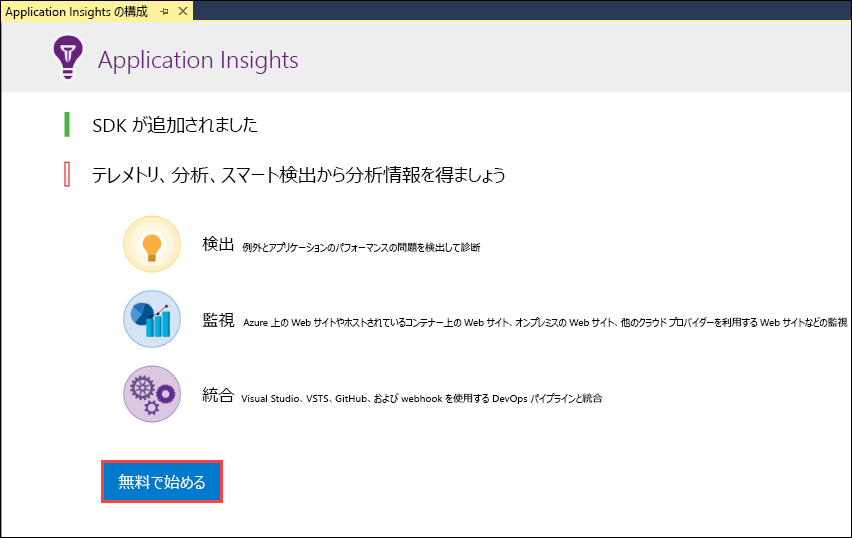 Application Insights の構成
Application Insights
SDK が追加されました
テレメトリ、分析、スマート検出から分析情報を得ましょう
検出 例外とアプリケーションのパフォーマンスの問題を検出して診断
監視 Azure 上の Web サイトやホストされているコンテナー上の Web サイト、オンプレミスの Web サイト、他のクラウド プロバイダーを利用する Web サイトなどの監視
統合 Visual Studio、VSTS、GitHub、および webhook を使用する DevOps パイプラインと統合
無料で始める